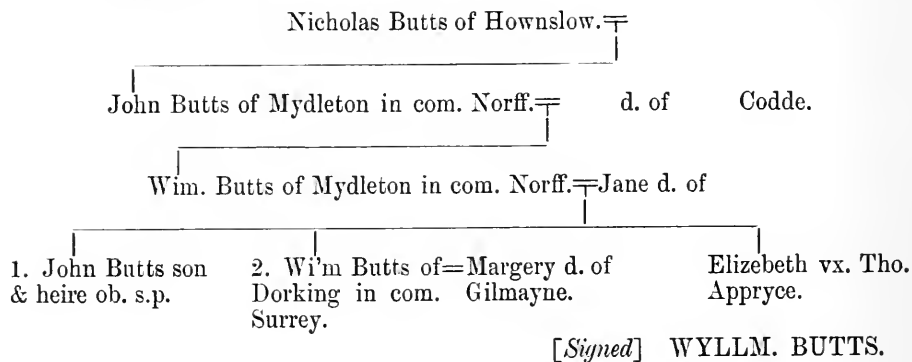 Nicholas Butts of Hownslow.
John Butts of Mydleton in com. Norff. d. of Codde.
Wim. Butts of Mydleton in com. Norff. Jane d. of
1. John Butts son 2. Wi'm Butts of=Margery d. of Elizebeth vx. Tho.
& heire ob. s.p. Dorking in com. Gilmayne. Appryce.
Surrey.
[Signed] WYLLM. BUTTS.